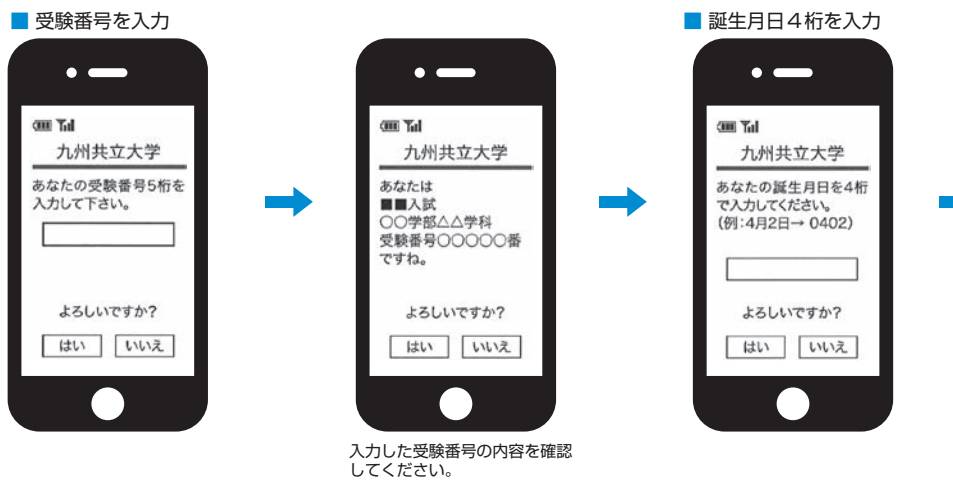 ■ 受験番号を入力
九州共立大学
あなたの受験番号5桁を
入力して下さい。
よろしいですか?
はい いいえ
九州共立大学
あなたは
■■入試
○○学部△△学科
受験番号○○○○○番
ですね。
よろしいですか?
はい いいえ
入力した受験番号の内容を確認
してください。
■ 誕生月日4桁を入力
九州共立大学
あなたの誕生月日を4桁
で入力してください。
(例:4月2日→ 0402)
よろしいですか?
はい いいえ